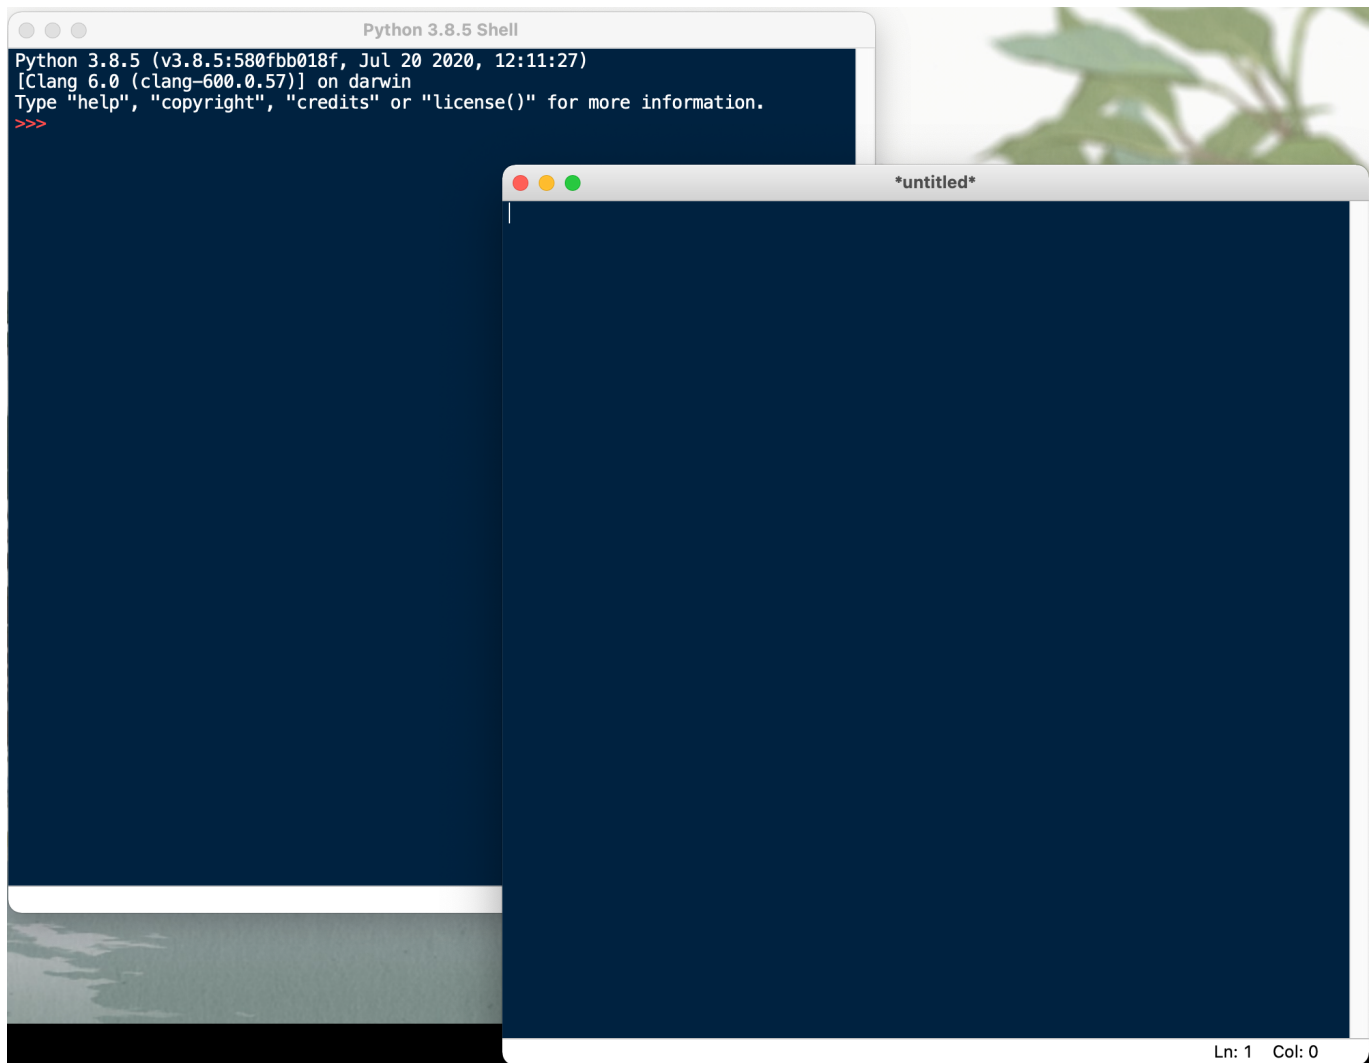 Python 3.8.5 Shell
Python 3.8.5 (v3.8.5:580fbb018f, Jul 20 2020, 12:11:27)
[Clang 6.0 (clang-600.0.57)] on darwin
Type "help", "copyright", "credits" or "license()" for more information.
>>>
*untitled*
Ln: 1 Col: 0